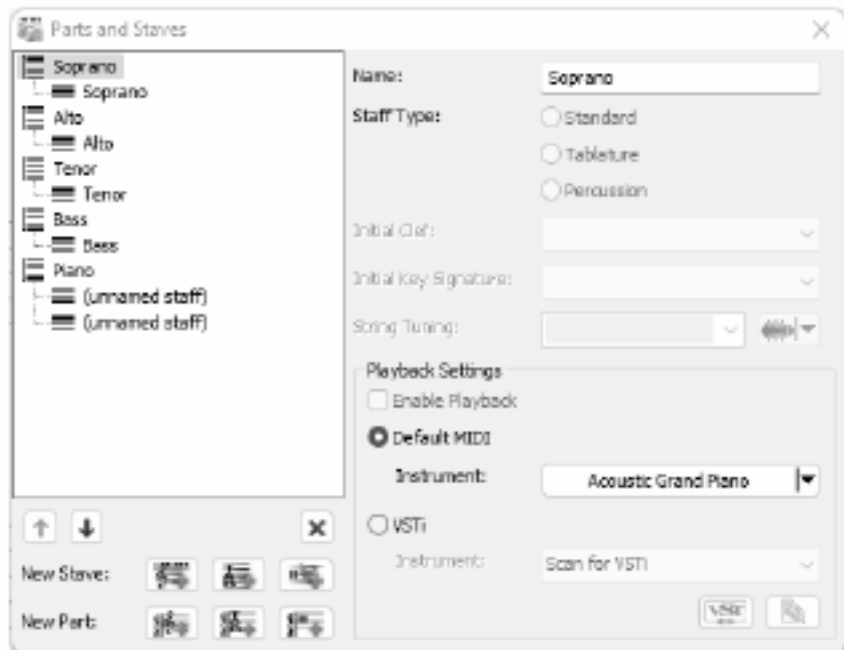 Parts and Staves
Soprano
Soprano
Alto
Alto
Tenor
Tenor
Bass
Bass
Piano
(unnamed staff)
(unnamed staff)
New Stave:
New Part:
Name: Soprano
Staff Type: Standard
Tablature
Percussion
Initial Clef:
Initial Key Signature:
String Tuning:
Playback Settings
Enable Playback
Default MIDI
Instrument: Acoustic Grand Piano
VSTi
Instrument: Scan for VSTi